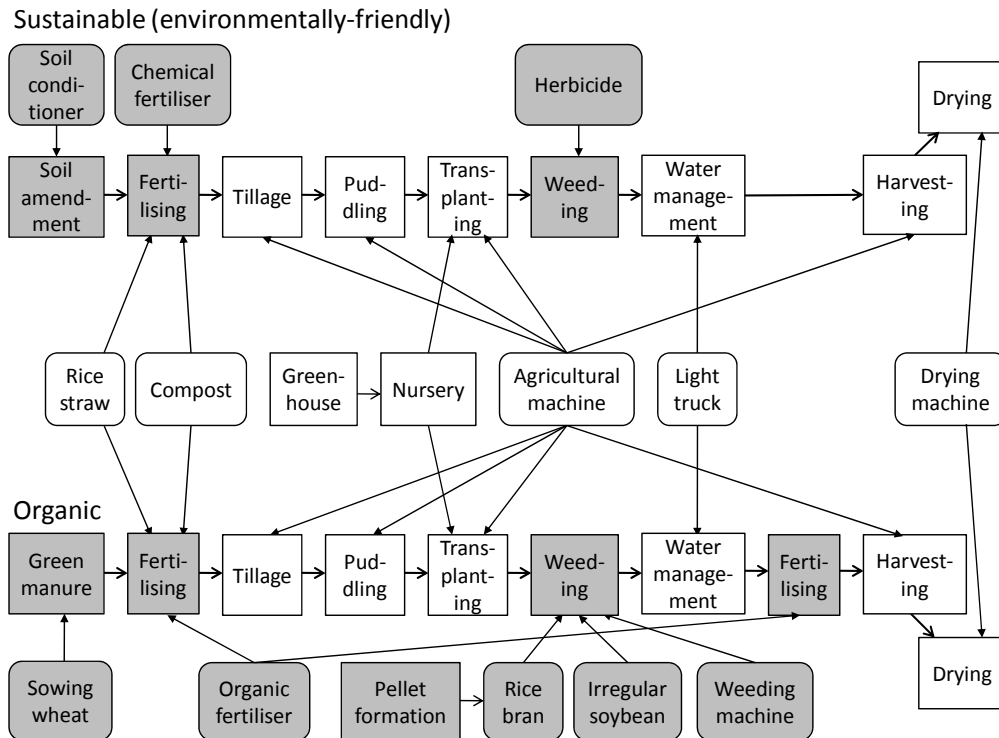 Sustainable (environmentally-friendly)
Soil
condi-
tioner
Chemical
fertiliser
Herbicide
Drying
Soil
amend-
ment
Ferti-
lising
Tillage
Pud-
dling
Trans-
plant-
ing
Weed-
ing
Water
manage-
ment
Harvest-
ing
Rice
straw
Compost
Green-
house
Nursery
Agricultural
machine
Light
truck
Drying
machine
Organic
Green
manure
Ferti-
lising
Tillage
Pud-
dling
Trans-
plant-
ing
Weed-
ing
Water
manage-
ment
Ferti-
lising
Harvest-
ing
Sowing
wheat
Organic
fertiliser
Pellet
formation
Rice
bran
Irregular
soybean
Weeding
machine
Drying